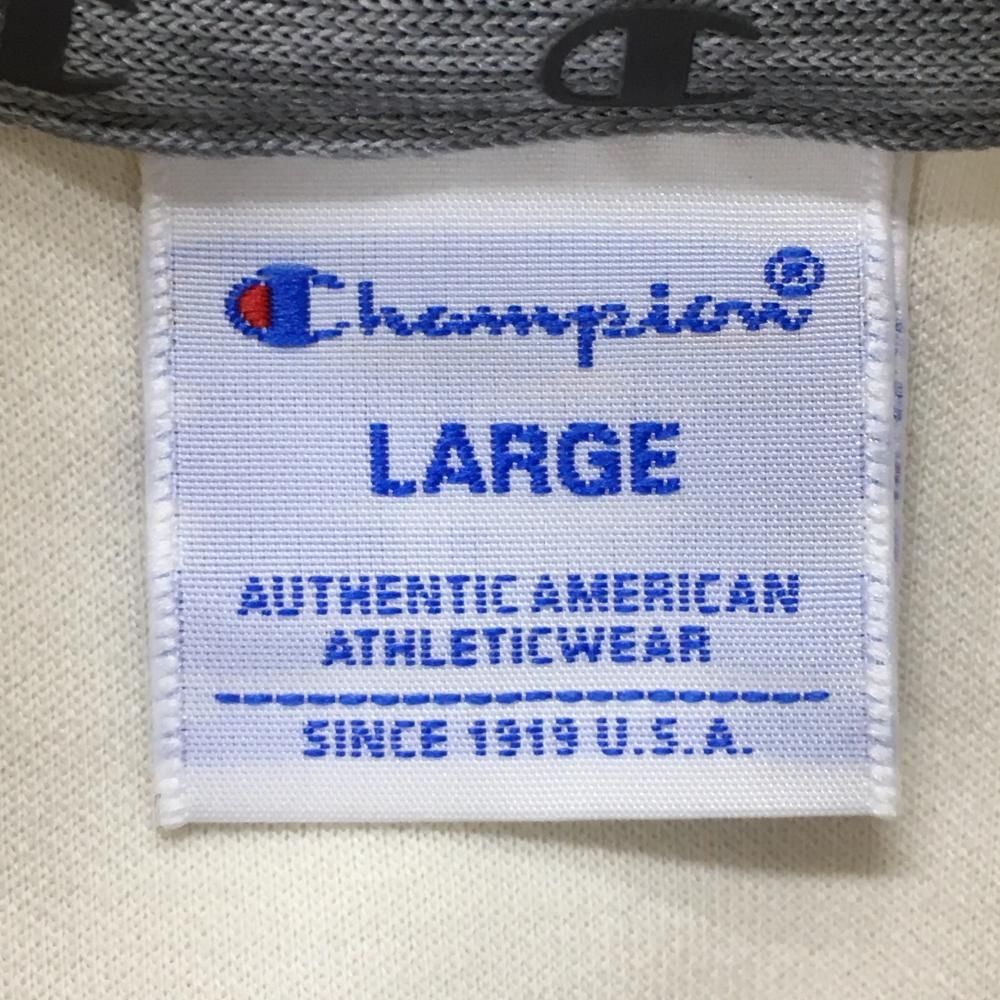 Champion®
LARGE
AUTHENTIC AMERICAN
ATHLETICWEAR
SINCE 1919 U.S.A.